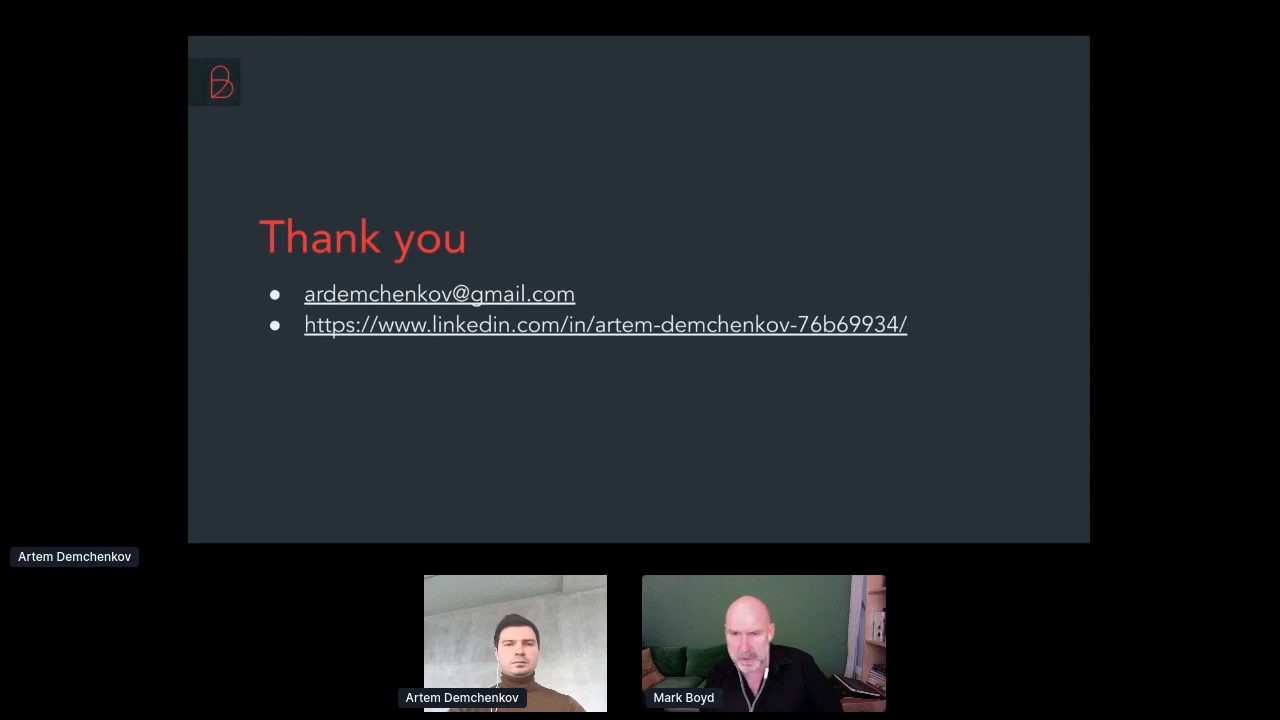 Thank you
ardemchenkov@gmail.com
https://www.linkedin.com/in/artem-demchenkov-76b69934/
Artem Demchenkov
Artem Demchenkov
Mark Boyd